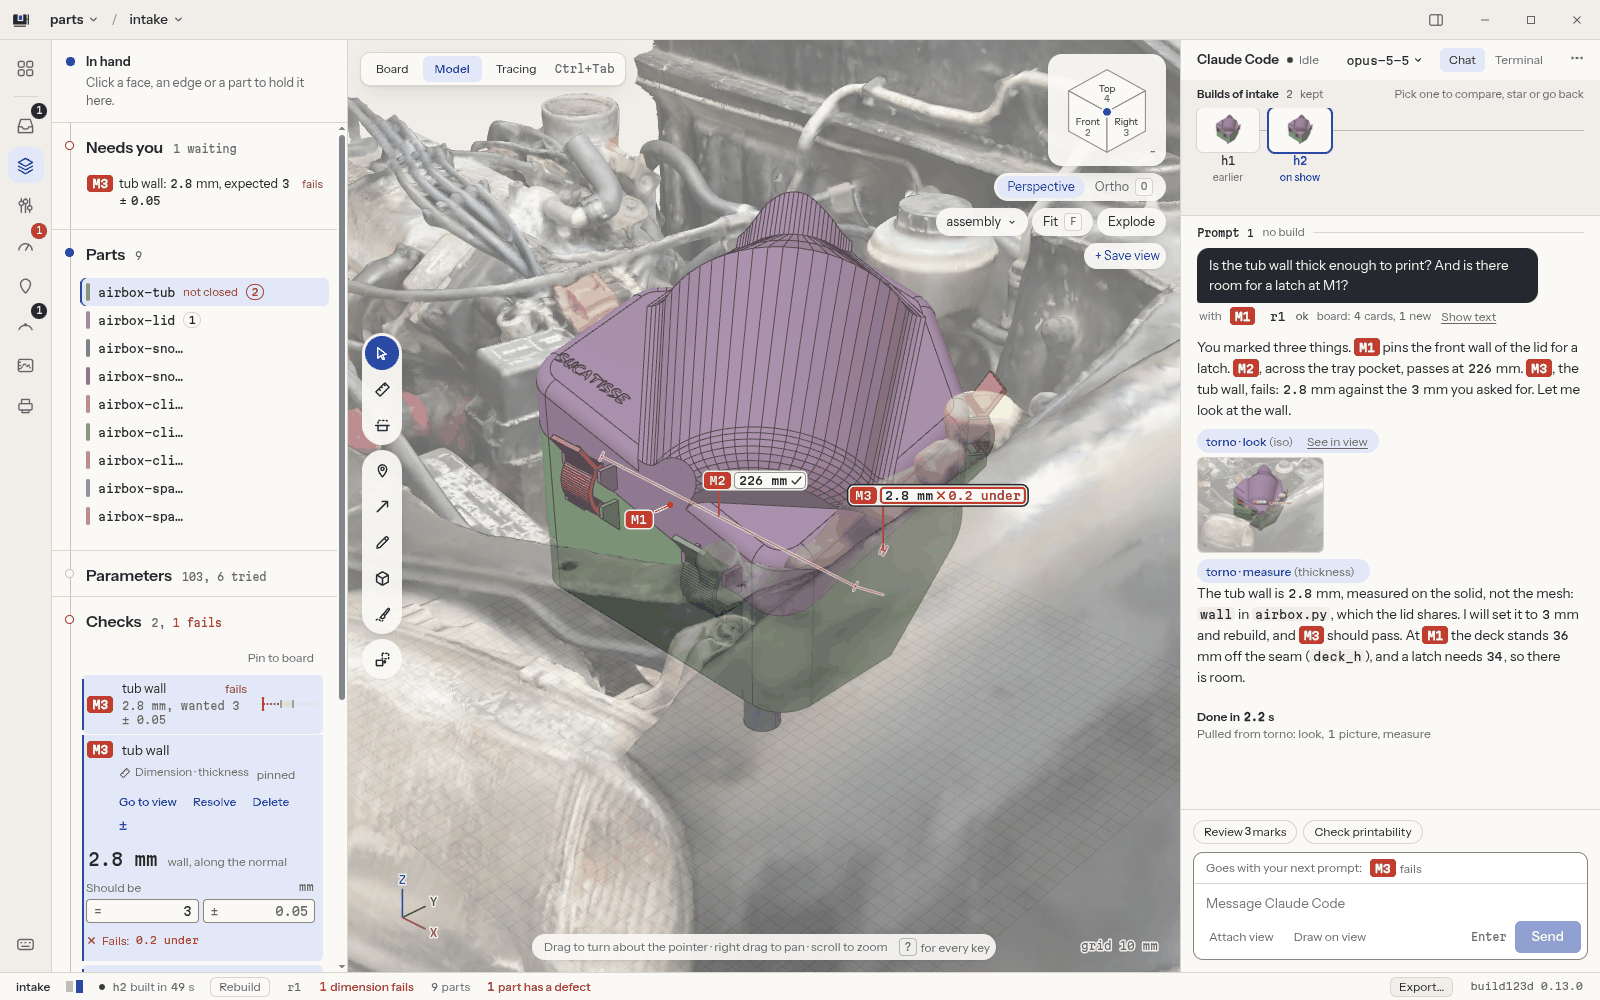 parts / intake
In hand
Click a face, an edge or a part to hold it
here.
1
1
1
Needs you 1 waiting
M3 tub wall: 2.8 mm, expected 3 fails
± 0.05
Parts 9
airbox-tub not closed 2
airbox-lid 1
airbox-sno…
airbox-sno…
airbox-cli…
airbox-cli…
airbox-cli…
airbox-spa…
airbox-spa…
Parameters 103, 6 tried
Checks 2, 1 fails
Pin to board
M3 tub wall fails
2.8 mm, wanted 3
± 0.05
M3 tub wall
Dimension · thickness pinned
Go to view Resolve Delete
±
2.8 mm wall, along the normal
Should be mm
= 3 ± 0.05
× Fails: 0.2 under
Board Model Tracing Ctrl+Tab
Top
4
Front
2
Right
3
Perspective Ortho 0
assembly Fit F Explode
+ Save view
SUCATISSE
M2 226 mm ✓
M3 2.8 mm × 0.2 under
M1
Z
Y
X
Drag to turn about the pointer · right drag to pan · scroll to zoom ? for every key
grid 10 mm
Claude Code Idle opus-5-5 Chat Terminal …
Builds of intake 2 kept Pick one to compare, star or go back
h1
earlier
h2
on show
Prompt 1 no build
Is the tub wall thick enough to print? And is there
room for a latch at M1?
with M1 r1 ok board: 4 cards, 1 new Show text
You marked three things. M1 pins the front wall of the lid for a
latch. M2, across the tray pocket, passes at 226 mm. M3, the
tub wall, fails: 2.8 mm against the 3 mm you asked for. Let me
look at the wall.
torno · look (iso) See in view
torno · measure (thickness)
The tub wall is 2.8 mm, measured on the solid, not the mesh:
wall in airbox.py, which the lid shares. I will set it to 3 mm
and rebuild, and M3 should pass. At M1 the deck stands 36
mm off the seam (deck_h), and a latch needs 34, so there
is room.
Done in 2.2 s
Pulled from torno: look, 1 picture, measure
Review 3 marks Check printability
Goes with your next prompt: M3 fails
Message Claude Code
Attach view Draw on view Enter Send
intake h2 built in 49 s Rebuild r1 1 dimension fails 9 parts 1 part has a defect Export… build123d 0.13.0